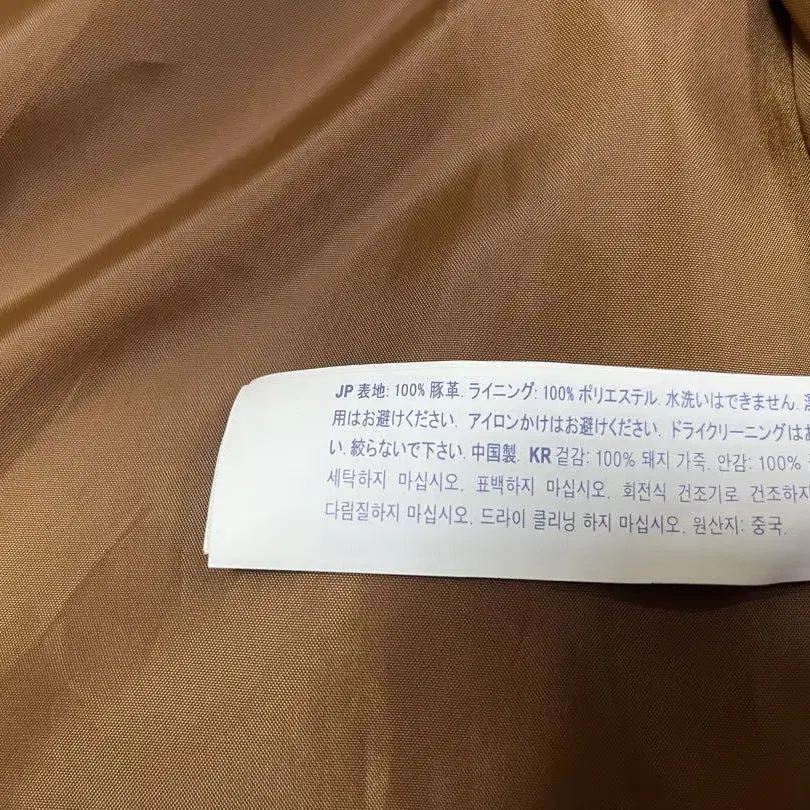 JP 表地: 100% 豚革. ライニング: 100% ポリエステル. 水洗いはできません.
用はお避けください. アイロンかけはお避けください. ドライクリーニングはお
い. 絞らないで下さい. 中国製. KR 겉감: 100% 돼지 가죽. 안감: 100%
세탁하지 마십시오. 표백하지 마십시오. 회전식 건조기로 건조하지
다림질하지 마십시오. 드라이 클리닝 하지 마십시오. 원산지: 중국.